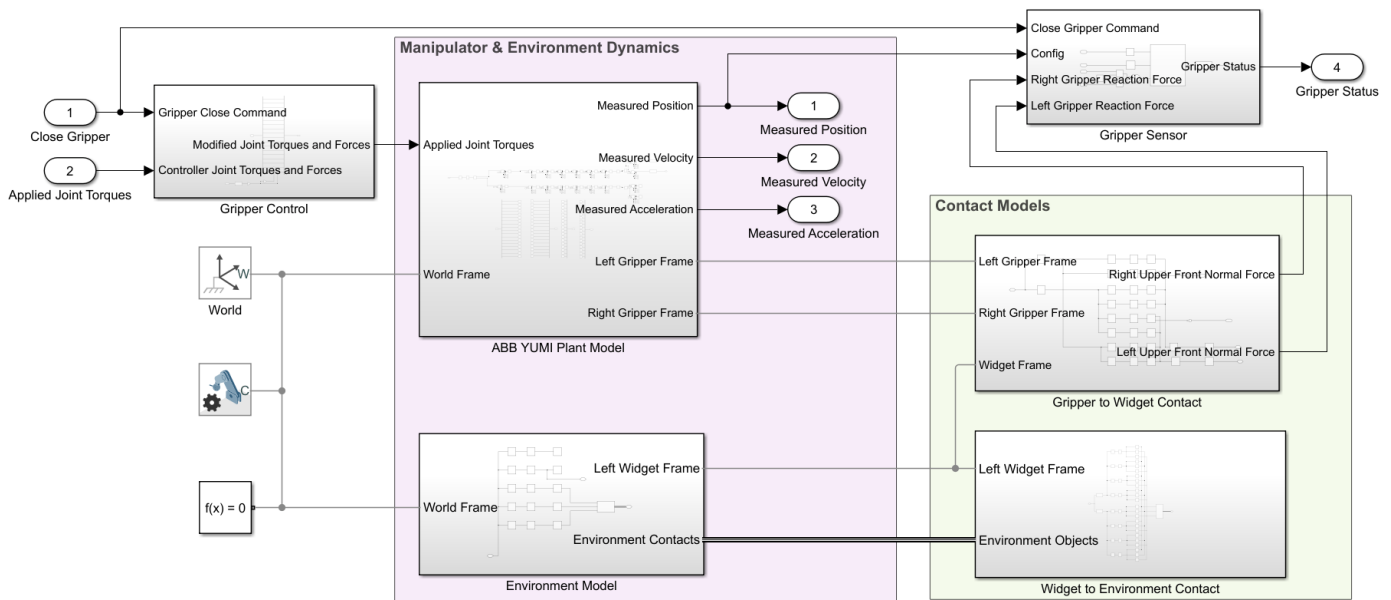 Close Gripper Command
Config
Right Gripper Reaction Force
Left Gripper Reaction Force
Gripper Status
Gripper Sensor
4
Gripper Status
1
Close Gripper
2
Applied Joint Torques
Gripper Close Command
Modified Joint Torques and Forces
Controller Joint Torques and Forces
Gripper Control
Manipulator & Environment Dynamics
Applied Joint Torques
World Frame
Measured Position
Measured Velocity
Measured Acceleration
Left Gripper Frame
Right Gripper Frame
ABB YUMI Plant Model
1
Measured Position
2
Measured Velocity
3
Measured Acceleration
W
World
C
f(x) = 0
World Frame
Left Widget Frame
Environment Contacts
Environment Model
Contact Models
Left Gripper Frame
Right Upper Front Normal Force
Right Gripper Frame
Left Upper Front Normal Force
Widget Frame
Gripper to Widget Contact
Left Widget Frame
Environment Objects
Widget to Environment Contact